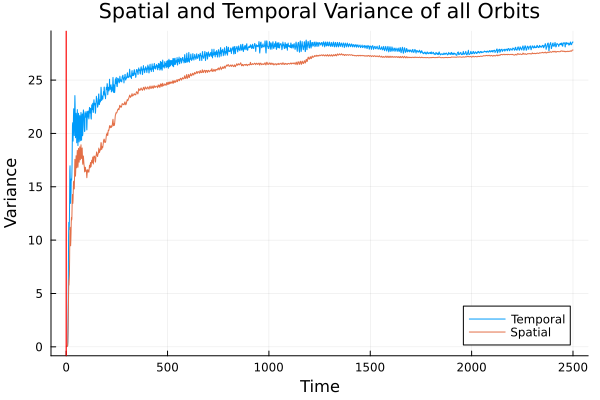 Spatial and Temporal Variance of all Orbits
Variance
25
20
15
10
5
0
Temporal
Spatial
0 500 1000 1500 2000 2500
Time